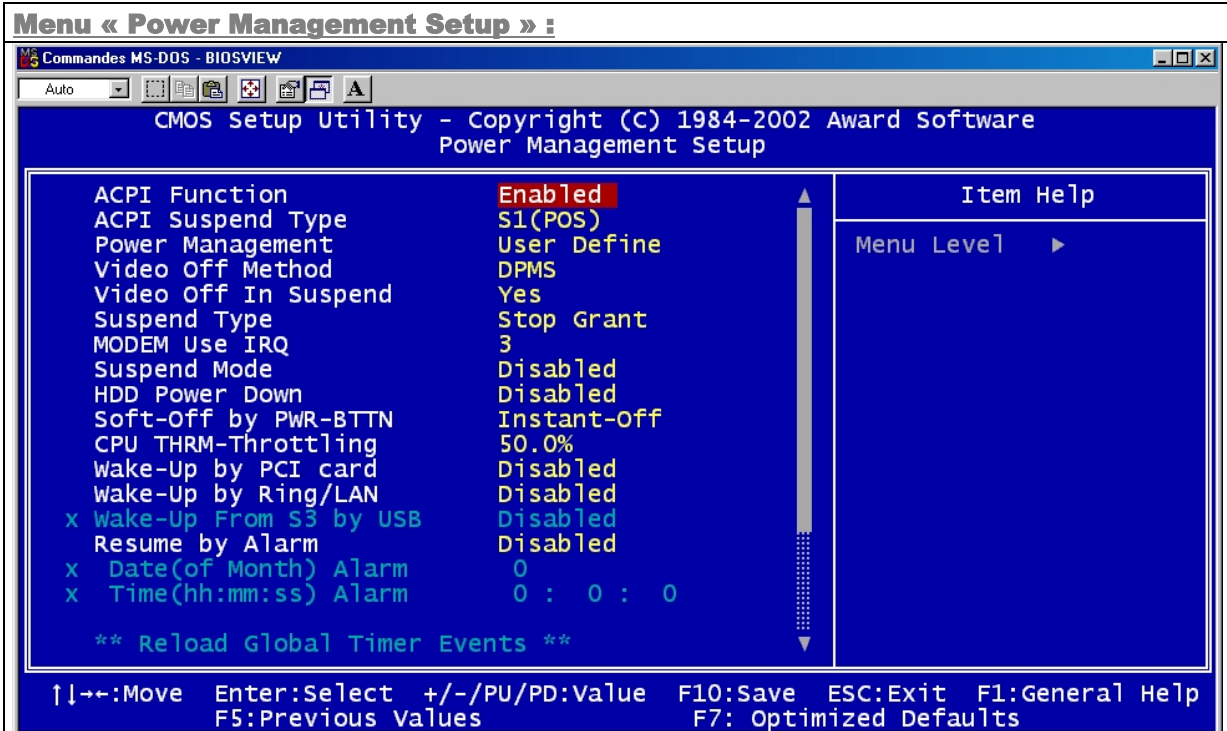 Menu « Power Management Setup » :
Commandes MS-DOS - BIOSVIEW
Auto A
CMOS Setup Utility - Copyright (C) 1984-2002 Award Software
Power Management Setup
ACPI Function Enabled
ACPI Suspend Type S1(POS)
Power Management User Define
Video Off Method DPMS
Video Off In Suspend Yes
Suspend Type Stop Grant
MODEM Use IRQ 3
Suspend Mode Disabled
HDD Power Down Disabled
Soft-Off by PWR-BTTN Instant-Off
CPU THRM-Throttling 50.0%
Wake-Up by PCI card Disabled
Wake-Up by Ring/LAN Disabled
x Wake-Up From S3 by USB Disabled
Resume by Alarm Disabled
x Date(of Month) Alarm 0
x Time(hh:mm:ss) Alarm 0 : 0 : 0
** Reload Global Timer Events **
Item Help
Menu Level ►
↑↓→←:Move Enter:Select +/-/PU/PD:Value F10:Save ESC:Exit F1:General Help
F5:Previous Values F7: Optimized Defaults